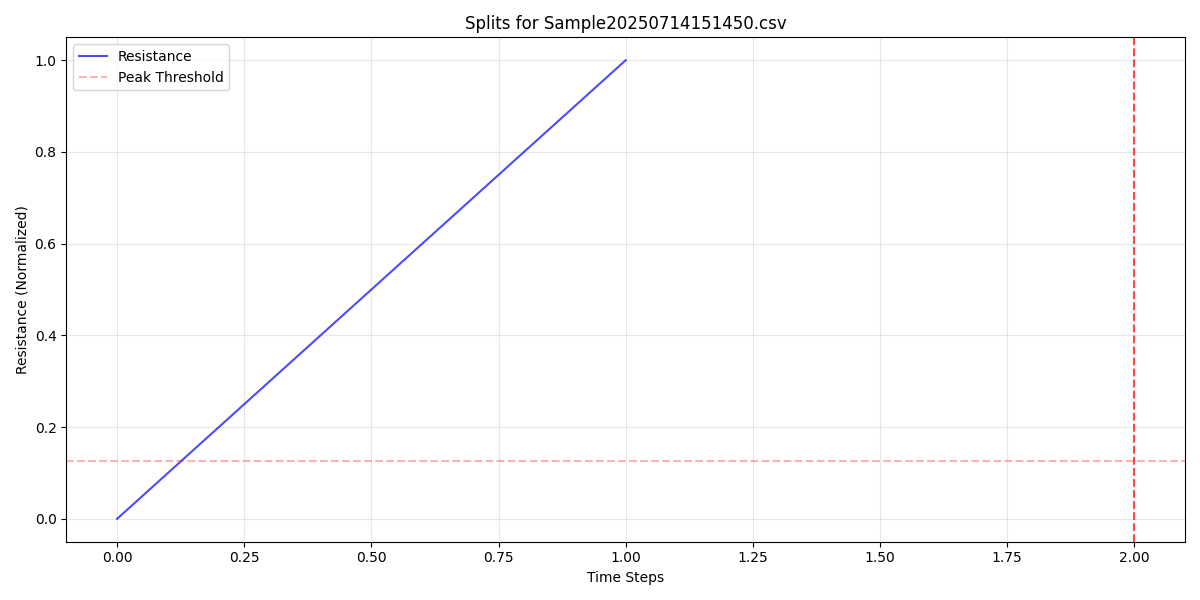 Splits for Sample20250714151450.csv
Resistance
Peak Threshold
Resistance (Normalized)
1.0
0.8
0.6
0.4
0.2
0.0
0.00 0.25 0.50 0.75 1.00 1.25 1.50 1.75 2.00
Time Steps